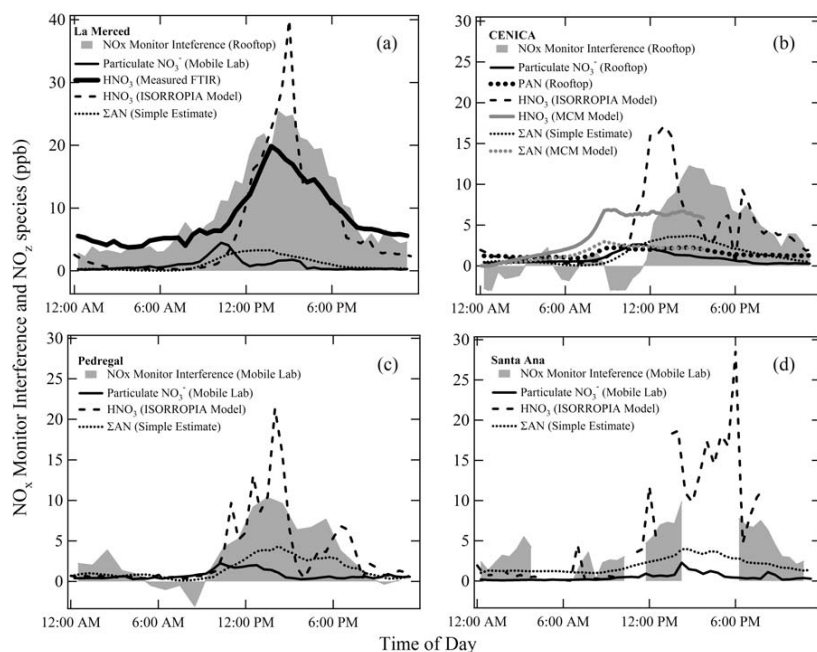 NOx Monitor Interference and NOz species (ppb)
40
30
20
10
0
La Merced
(a)
NOx Monitor Inteference (Rooftop)
Particulate NO3- (Mobile Lab)
HNO3 (Measured FTIR)
HNO3 (ISORROPIA Model)
ΣAN (Simple Estimate)
12:00 AM 6:00 AM 12:00 PM 6:00 PM
30
25
20
15
10
5
0
CENICA
(b)
NOx Monitor Interference (Rooftop)
Particulate NO3- (Rooftop)
PAN (Rooftop)
HNO3 (ISORROPIA Model)
HNO3 (MCM Model)
ΣAN (Simple Estimate)
ΣAN (MCM Model)
12:00 AM 6:00 AM 12:00 PM 6:00 PM
30
25
20
15
10
5
0
Pedregal
(c)
NOx Monitor Interference (Mobile Lab)
Particulate NO3- (Mobile Lab)
HNO3 (ISORROPIA Model)
ΣAN (Simple Estimate)
12:00 AM 6:00 AM 12:00 PM 6:00 PM
30
25
20
15
10
5
0
Santa Ana
(d)
NOx Monitor Interference (Mobile Lab)
Particulate NO3- (Mobile Lab)
HNO3 (ISORROPIA Model)
ΣAN (Simple Estimate)
12:00 AM 6:00 AM 12:00 PM 6:00 PM
Time of Day